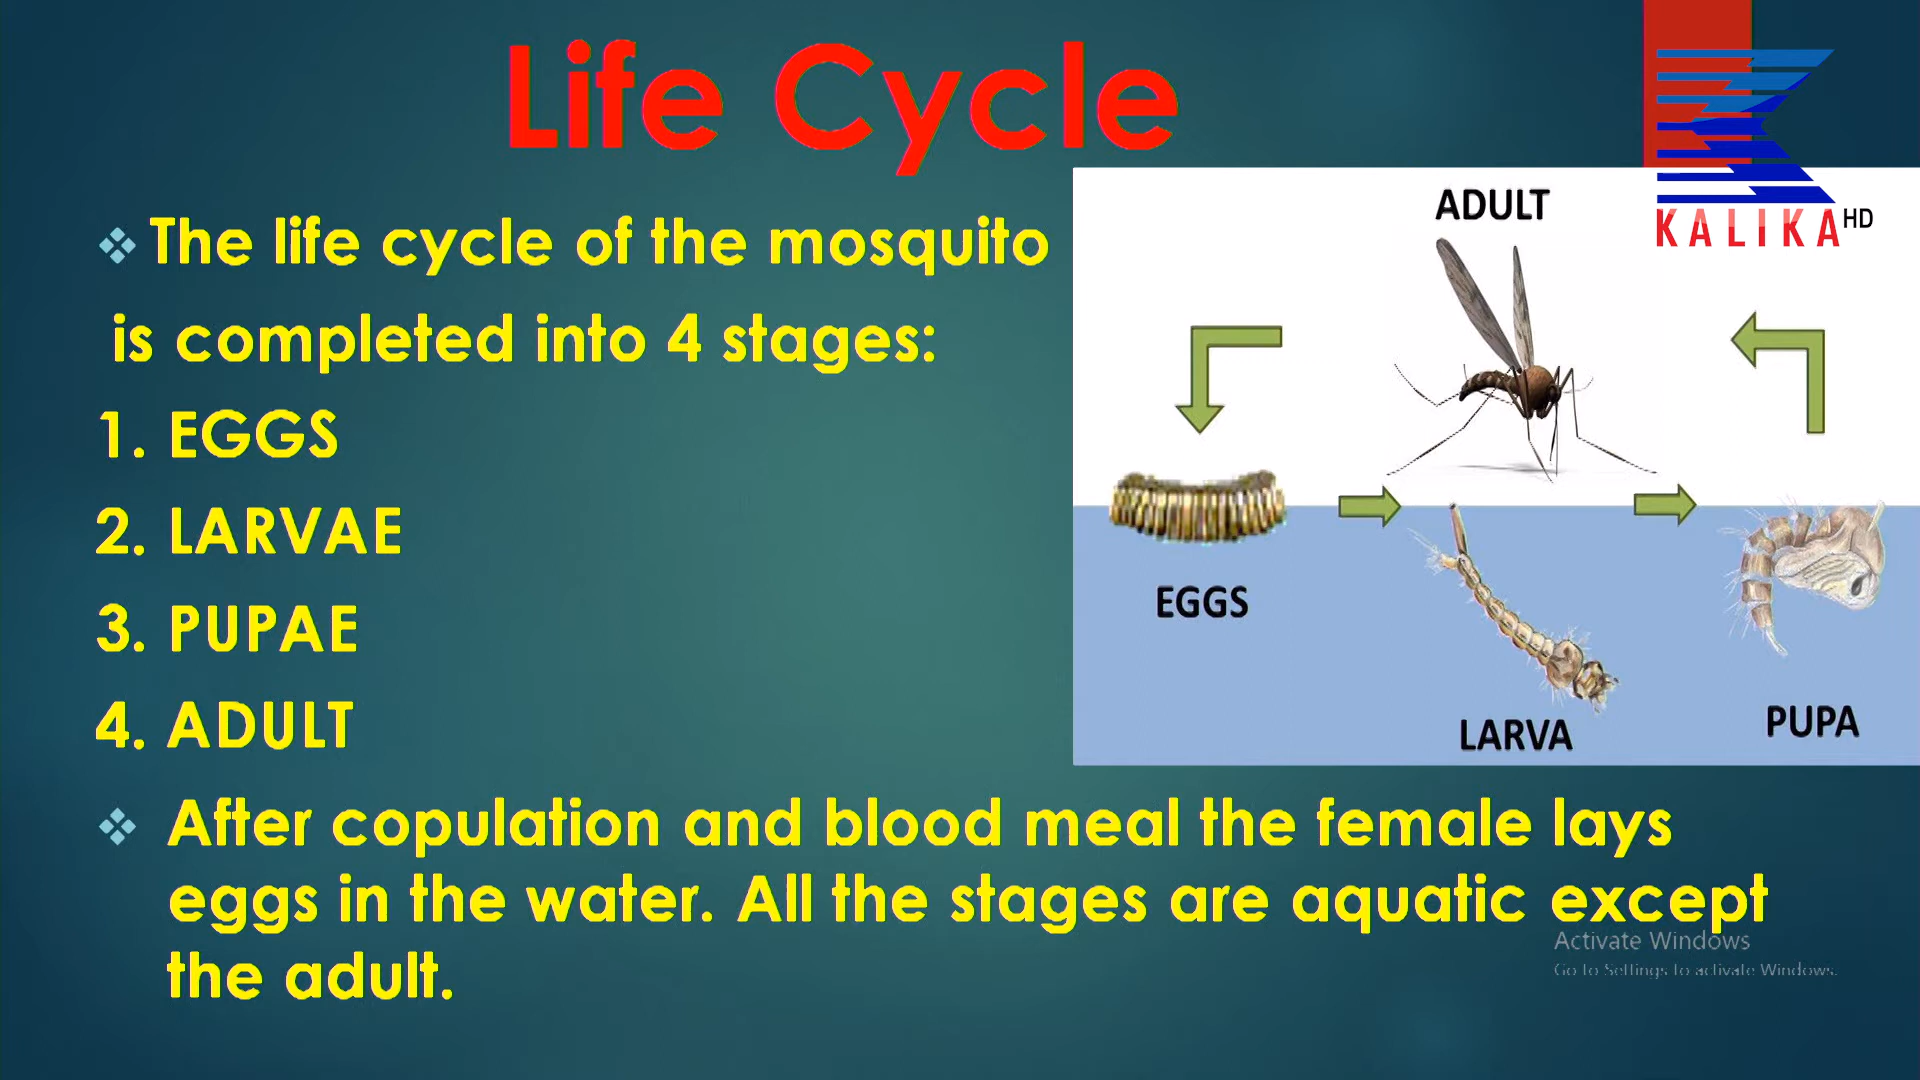 Life Cycle
The life cycle of the mosquito
is completed into 4 stages:
1. EGGS
2. LARVAE
3. PUPAE
4. ADULT
After copulation and blood meal the female lays
eggs in the water. All the stages are aquatic except
the adult.
ADULT
EGGS
LARVA
PUPA
KALIKA HD
Activate Windows
Go to Settings to activate Windows.